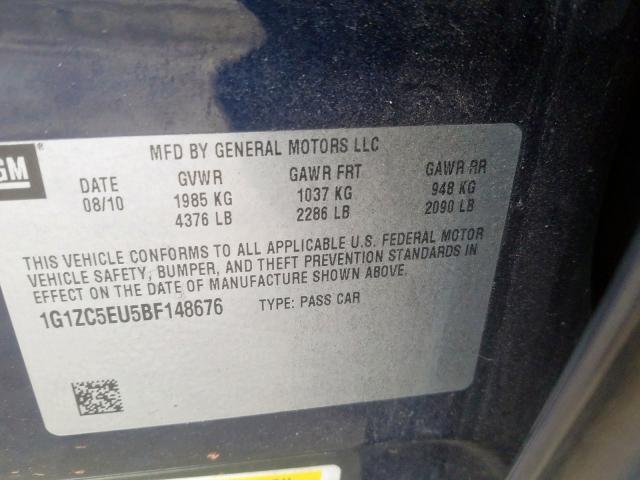 GM ®
MFD BY GENERAL MOTORS LLC
DATE GVWR GAWR FRT GAWR RR
08/10 1985 KG 1037 KG 948 KG
4376 LB 2286 LB 2090 LB
THIS VEHICLE CONFORMS TO ALL APPLICABLE U.S. FEDERAL MOTOR
VEHICLE SAFETY, BUMPER, AND THEFT PREVENTION STANDARDS IN
EFFECT ON THE DATE OF MANUFACTURE SHOWN ABOVE.
1G1ZC5EU5BF148676 TYPE: PASS CAR